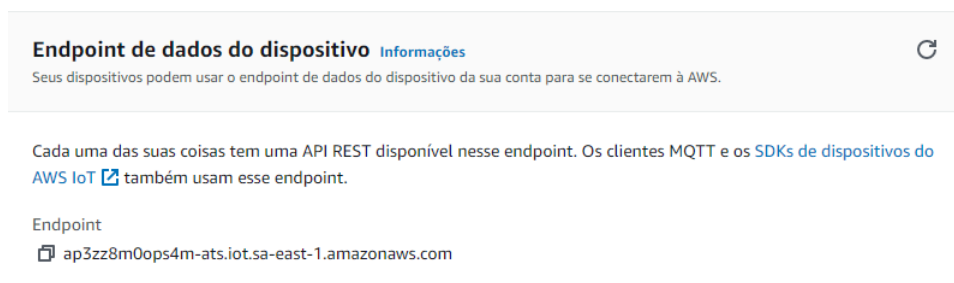 Endpoint de dados do dispositivo Informações
Seus dispositivos podem usar o endpoint de dados do dispositivo da sua conta para se conectarem à AWS.
Cada uma das suas coisas tem uma API REST disponível nesse endpoint. Os clientes MQTT e os SDKs de dispositivos do
AWS IoT também usam esse endpoint.
Endpoint
ap3zz8m0ops4m-ats.iot.sa-east-1.amazonaws.com